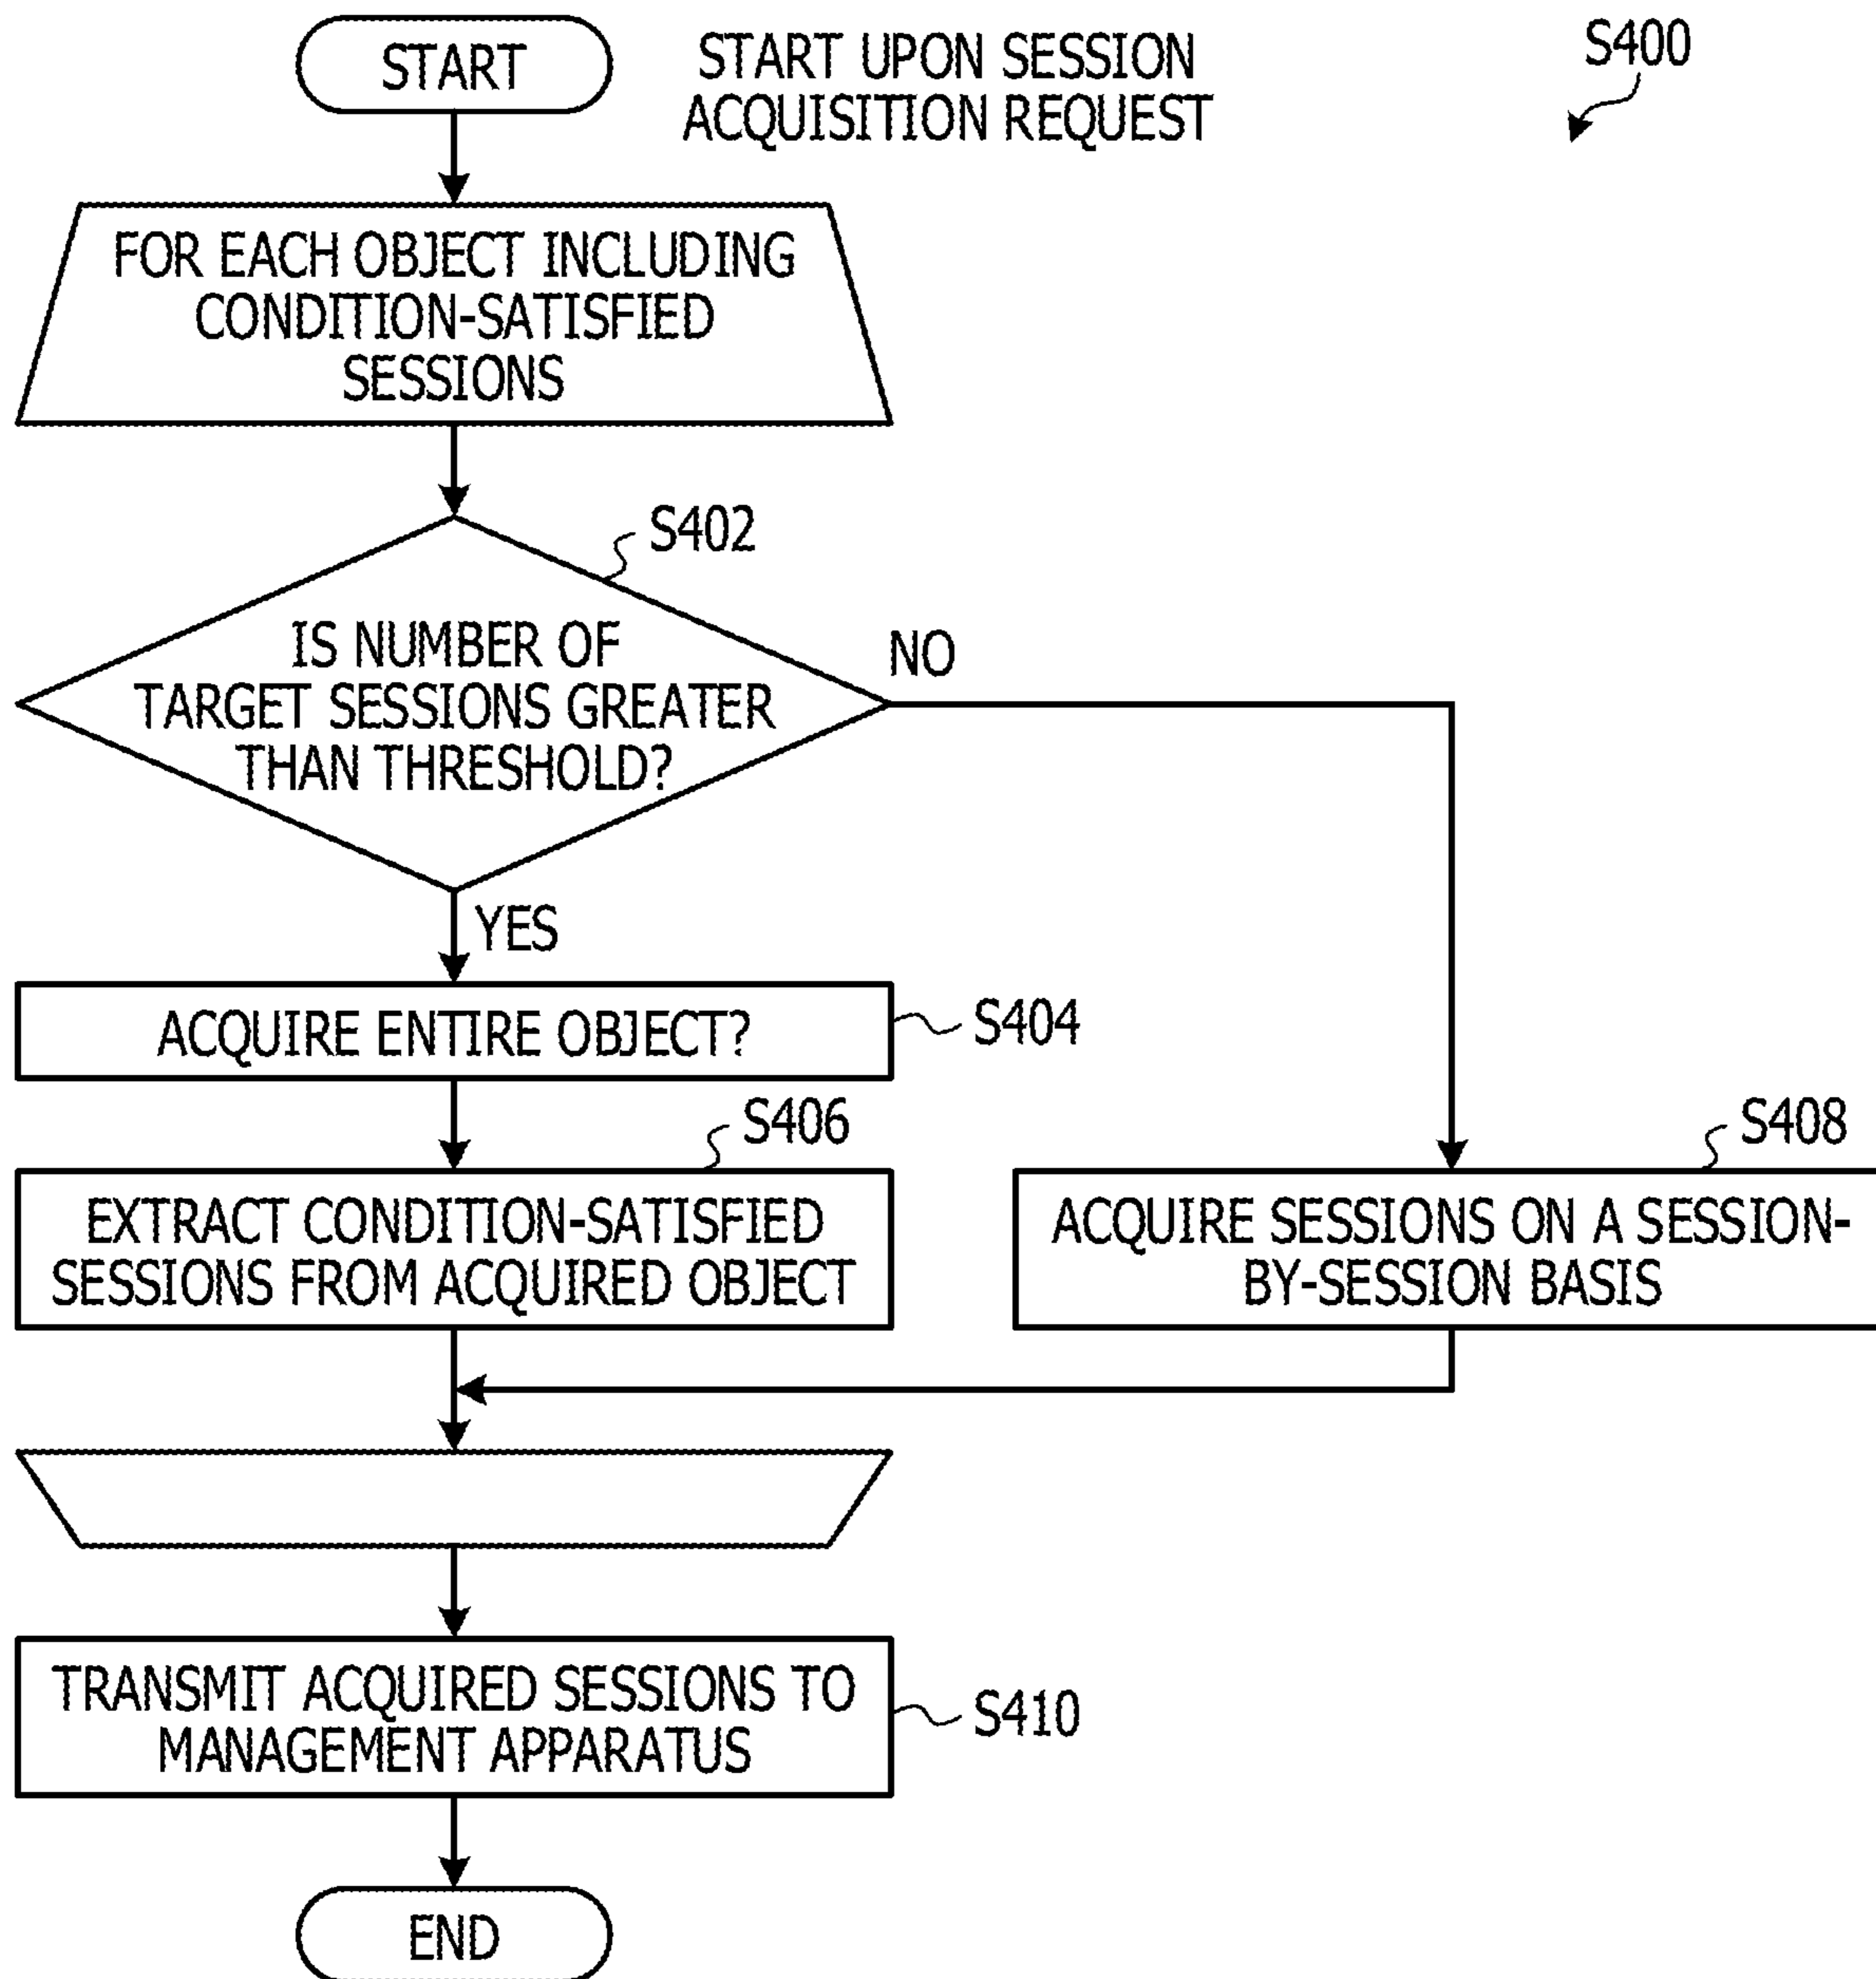 START
START UPON SESSION
ACQUISITION REQUEST
S400
FOR EACH OBJECT INCLUDING
CONDITION-SATISFIED
SESSIONS
S402
IS NUMBER OF
TARGET SESSIONS GREATER
THAN THRESHOLD?
NO
YES
ACQUIRE ENTIRE OBJECT?
S404
S406
EXTRACT CONDITION-SATISFIED
SESSIONS FROM ACQUIRED OBJECT
S408
ACQUIRE SESSIONS ON A SESSION-
BY-SESSION BASIS
TRANSMIT ACQUIRED SESSIONS TO
MANAGEMENT APPARATUS
S410
END